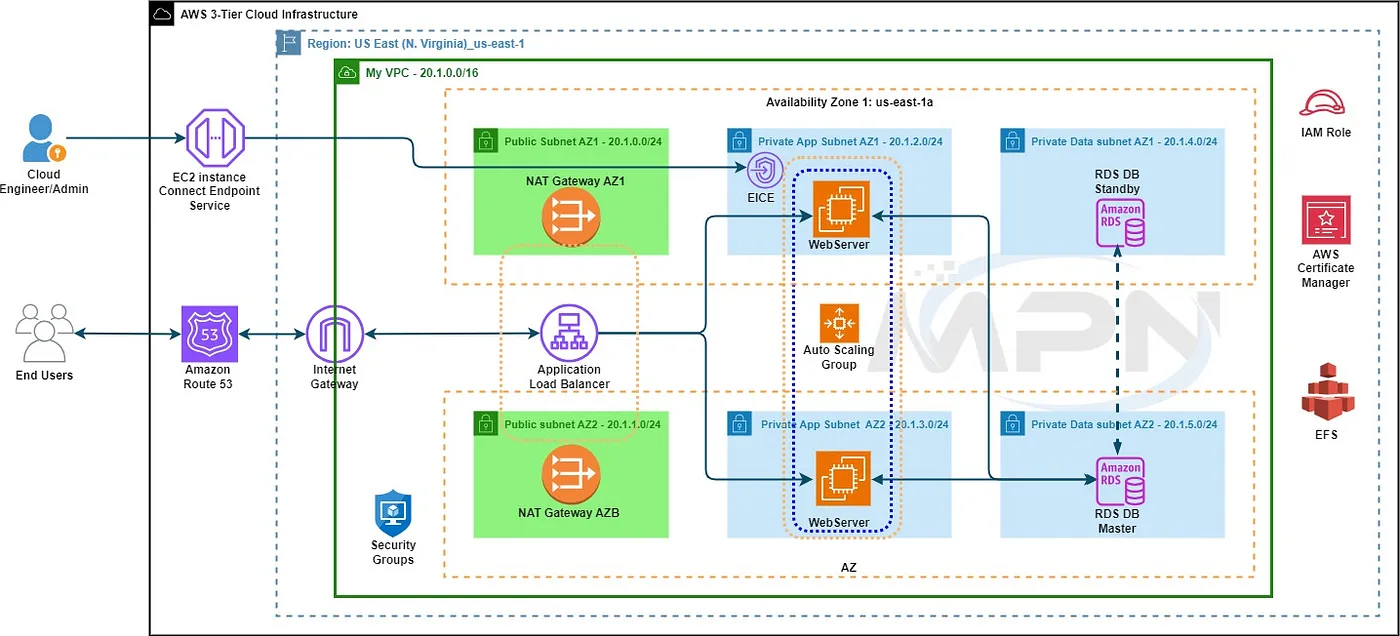 AWS 3-Tier Cloud Infrastructure
Region: US East (N. Virginia)_us-east-1
My VPC - 20.1.0.0/16
Availability Zone 1: us-east-1a
Public Subnet AZ1 - 20.1.0.0/24
Private App Subnet AZ1 - 20.1.2.0/24
Private Data subnet AZ1 - 20.1.4.0/24
Cloud
Engineer/Admin
EC2 instance
Connect Endpoint
Service
NAT Gateway AZ1
EICE
WebServer
RDS DB
Standby
Amazon
RDS
IAM Role
AWS
Certificate
Manager
End Users
53
Amazon
Route 53
Internet
Gateway
Application
Load Balancer
Auto Scaling
Group
MPN
EFS
Public subnet AZ2 - 20.1.1.0/24
Private App Subnet AZ2 - 20.1.3.0/24
Private Data subnet AZ2 - 20.1.5.0/24
NAT Gateway AZB
WebServer
Amazon
RDS
RDS DB
Master
Security
Groups
AZ